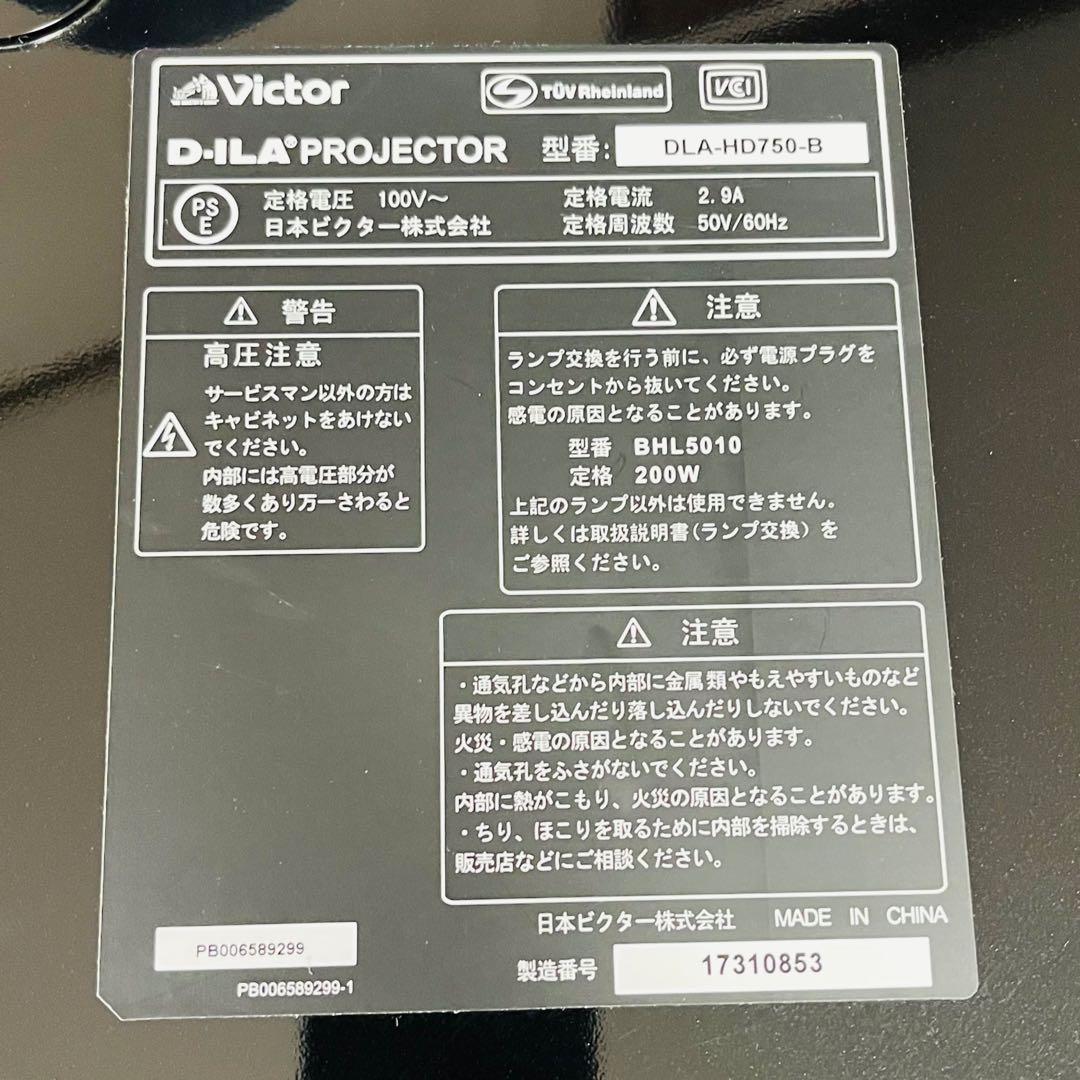 Victor
TÜVRheinland
VCI
D-ILA® PROJECTOR 型番: DLA-HD750-B
PS
E
定格電圧 100V～ 定格電流 2.9A
日本ビクター株式会社 定格周波数 50V/60Hz
警告
高圧注意
サービスマン以外の方は
キャビネットをあけない
でください。
内部には高電圧部分が
数多くあり万一さわると
危険です。
注意
ランプ交換を行う前に、必ず電源プラグを
コンセントから抜いてください。
感電の原因となることがあります。
型番 BHL5010
定格 200W
上記のランプ以外は使用できません。
詳しくは取扱説明書(ランプ交換)を
ご参照ください。
注意
・通気孔などから内部に金属類やもえやすいものなど
異物を差し込んだり落し込んだりしないでください。
火災・感電の原因となることがあります。
・通気孔をふさがないでください。
内部に熱がこもり、火災の原因となることがあります。
・ちり、ほこりを取るために内部を掃除するときは、
販売店などにご相談ください。
日本ビクター株式会社 MADE IN CHINA
PB006589299
PB006589299-1
製造番号 17310853